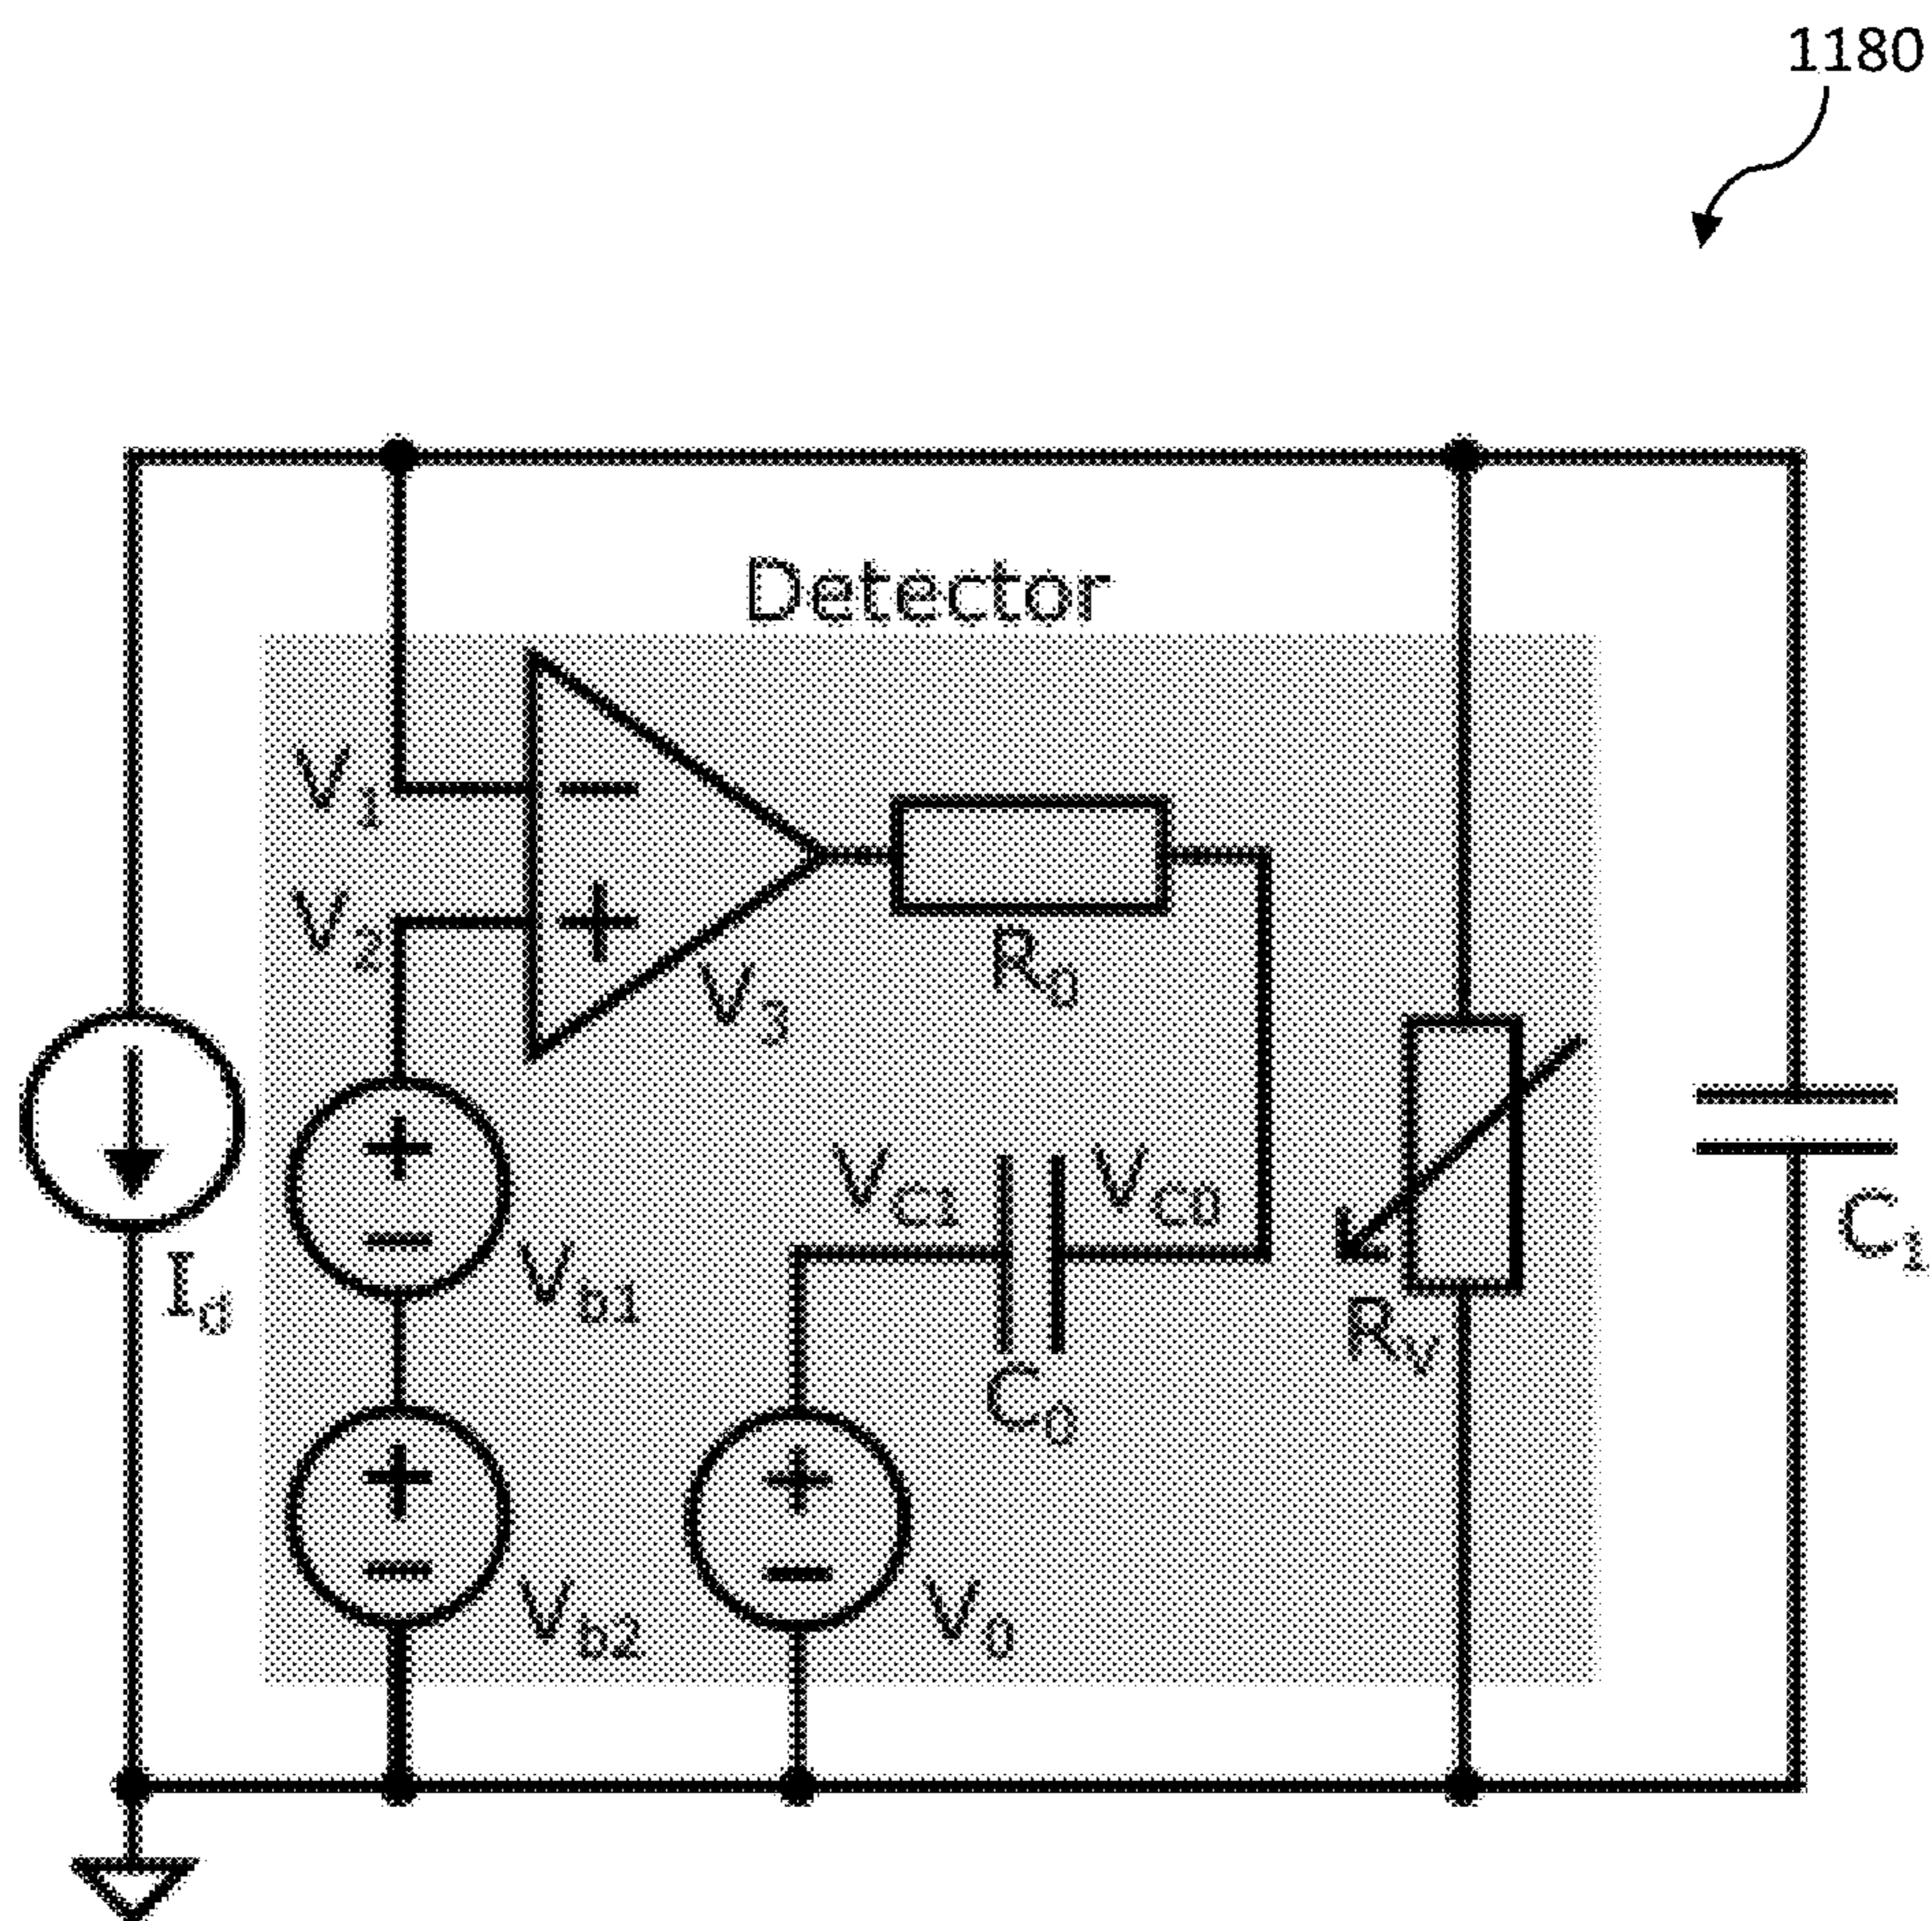 1180
Detector
V1
V2
V3
R0
Id
Vb1
VC1
VC0
C0
RV
C1
Vb2
V0